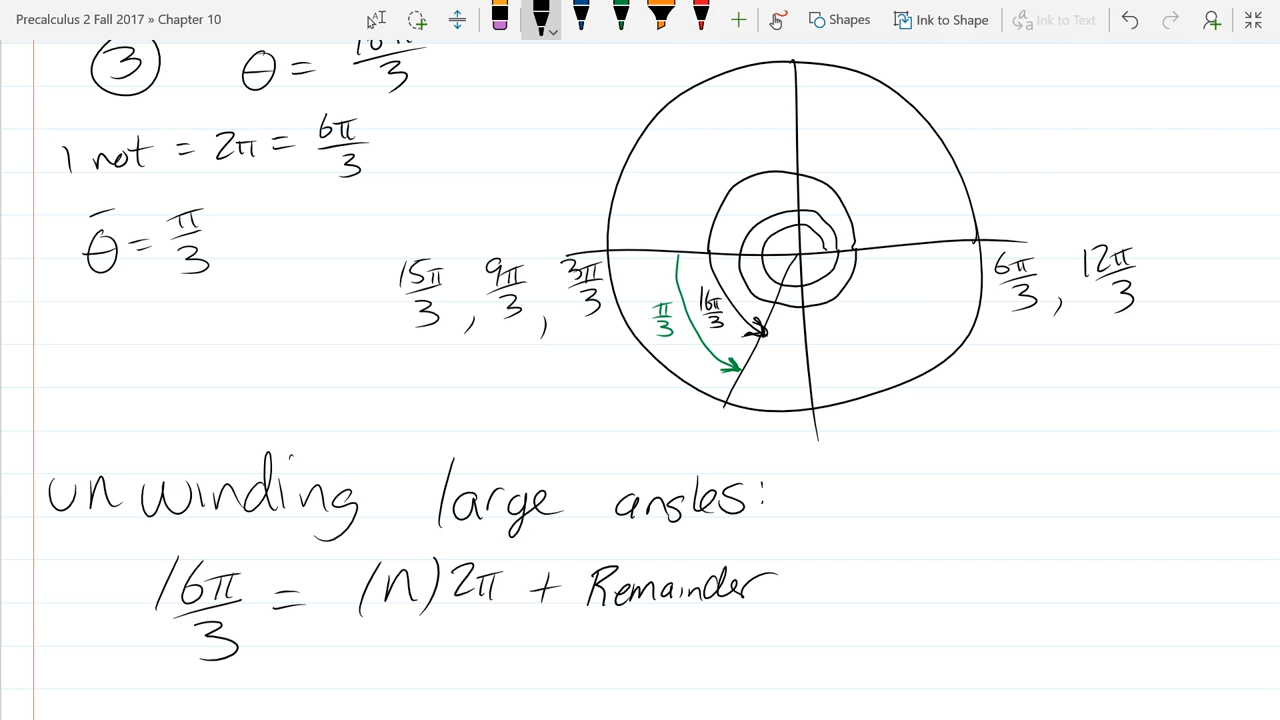 Precalculus 2 Fall 2017 » Chapter 10
Shapes
Ink to Shape
Ink to Text
③ θ = 16π/3
1 rot = 2π = 6π/3
θ̄ = π/3
15π/3, 9π/3, 3π/3
π/3
16π/3
6π/3, 12π/3
unwinding large angles:
16π/3 = (n)2π + Remainder